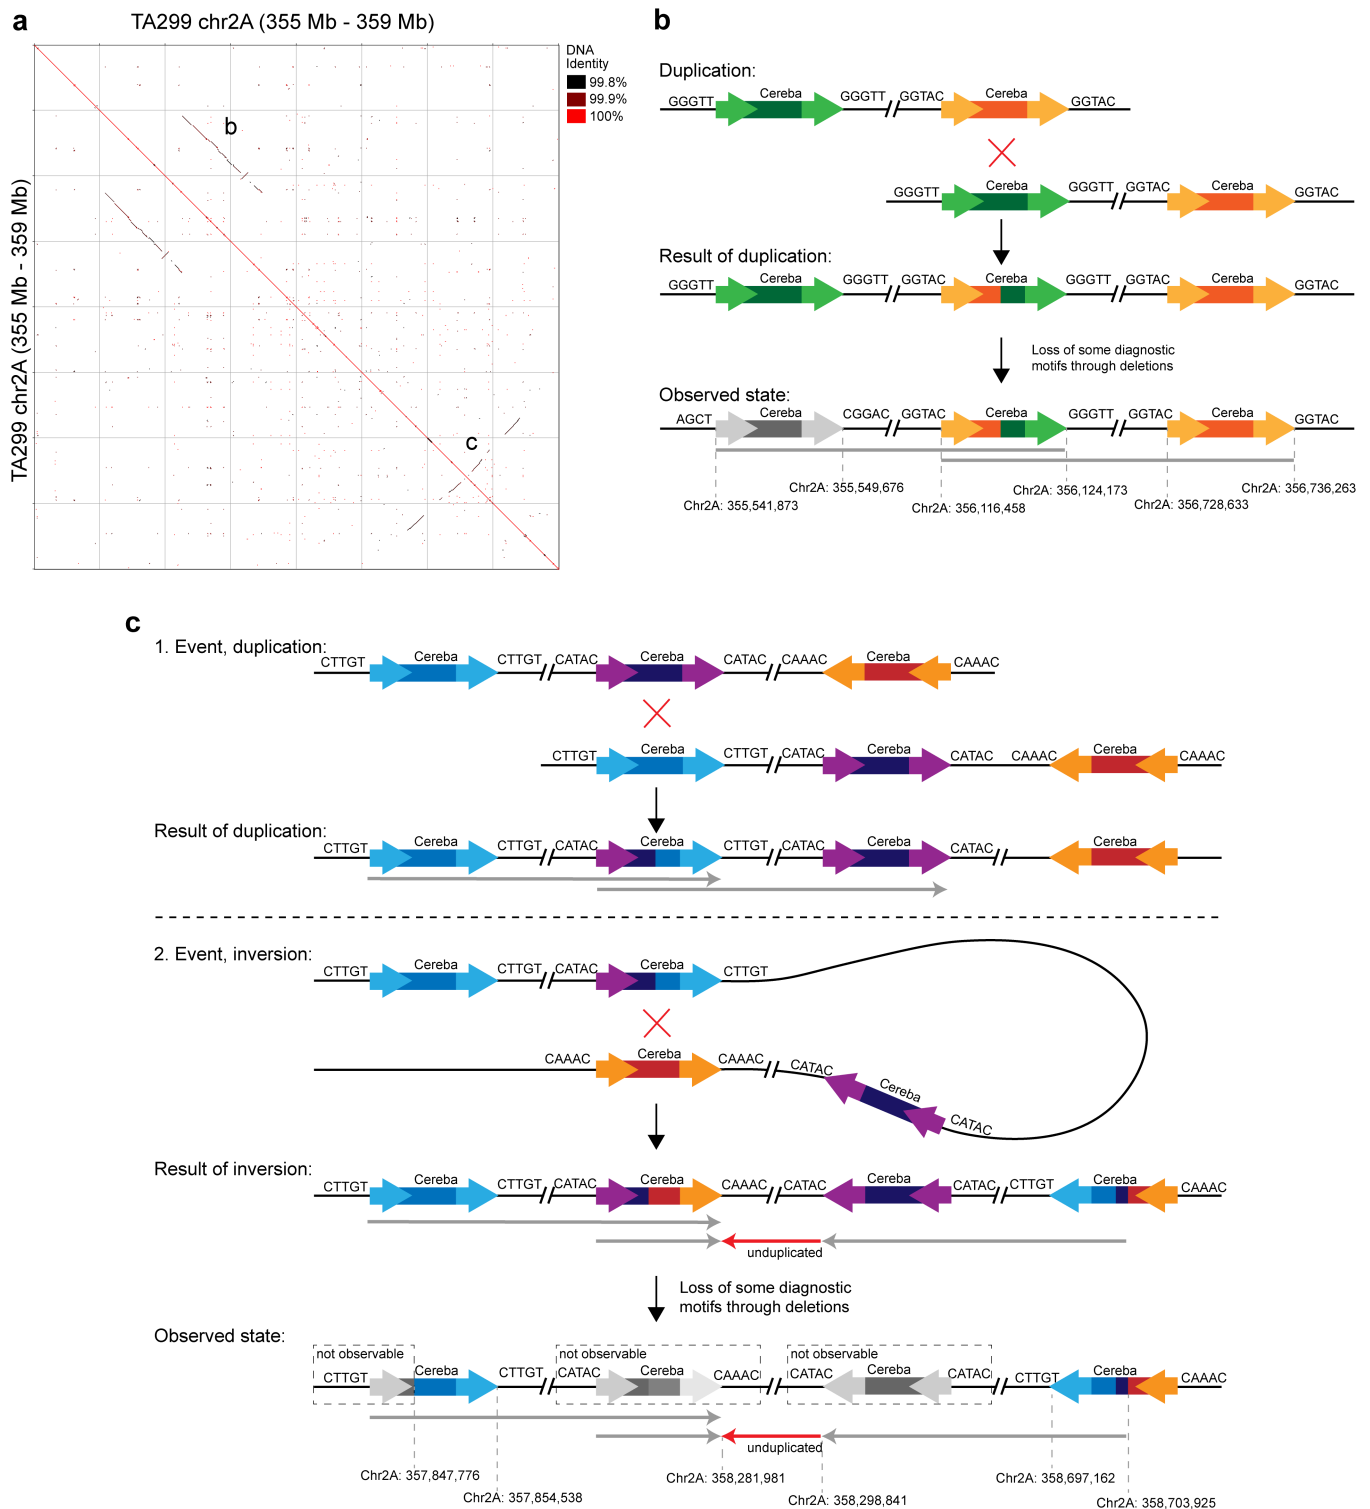 a
TA299 chr2A (355 Mb - 359 Mb)
TA299 chr2A (355 Mb - 359 Mb)
DNA
Identity
99.8%
99.9%
100%
b
c
b
Duplication:
GGGTT Cereba GGGTT GGTAC Cereba GGTAC
GGGTT Cereba GGGTT GGTAC Cereba GGTAC
Result of duplication:
GGGTT Cereba GGGTT GGTAC Cereba GGGTT GGTAC Cereba GGTAC
Loss of some diagnostic
motifs through deletions
Observed state:
AGCT Cereba CGGAC GGTAC Cereba GGGTT GGTAC Cereba GGTAC
Chr2A: 355,541,873
Chr2A: 355,549,676
Chr2A: 356,116,458
Chr2A: 356,124,173
Chr2A: 356,728,633
Chr2A: 356,736,263
c
1. Event, duplication:
CTTGT Cereba CTTGT CATAC Cereba CATAC CAAAC Cereba CAAAC
CTTGT Cereba CTTGT CATAC Cereba CATAC CAAAC Cereba CAAAC
Result of duplication:
CTTGT Cereba CTTGT CATAC Cereba CTTGT CATAC Cereba CATAC Cereba
2. Event, inversion:
CTTGT Cereba CTTGT CATAC Cereba CTTGT
CAAAC Cereba CAAAC CATAC Cereba CATAC
Result of inversion:
CTTGT Cereba CTTGT CATAC Cereba CAAAC CATAC Cereba CATAC CTTGT Cereba CAAAC
unduplicated
Loss of some diagnostic
motifs through deletions
Observed state:
not observable not observable not observable
CTTGT Cereba CTTGT CATAC Cereba CAAAC CATAC Cereba CATAC CTTGT Cereba CAAAC
unduplicated
Chr2A: 357,847,776
Chr2A: 357,854,538
Chr2A: 358,281,981
Chr2A: 358,298,841
Chr2A: 358,697,162
Chr2A: 358,703,925